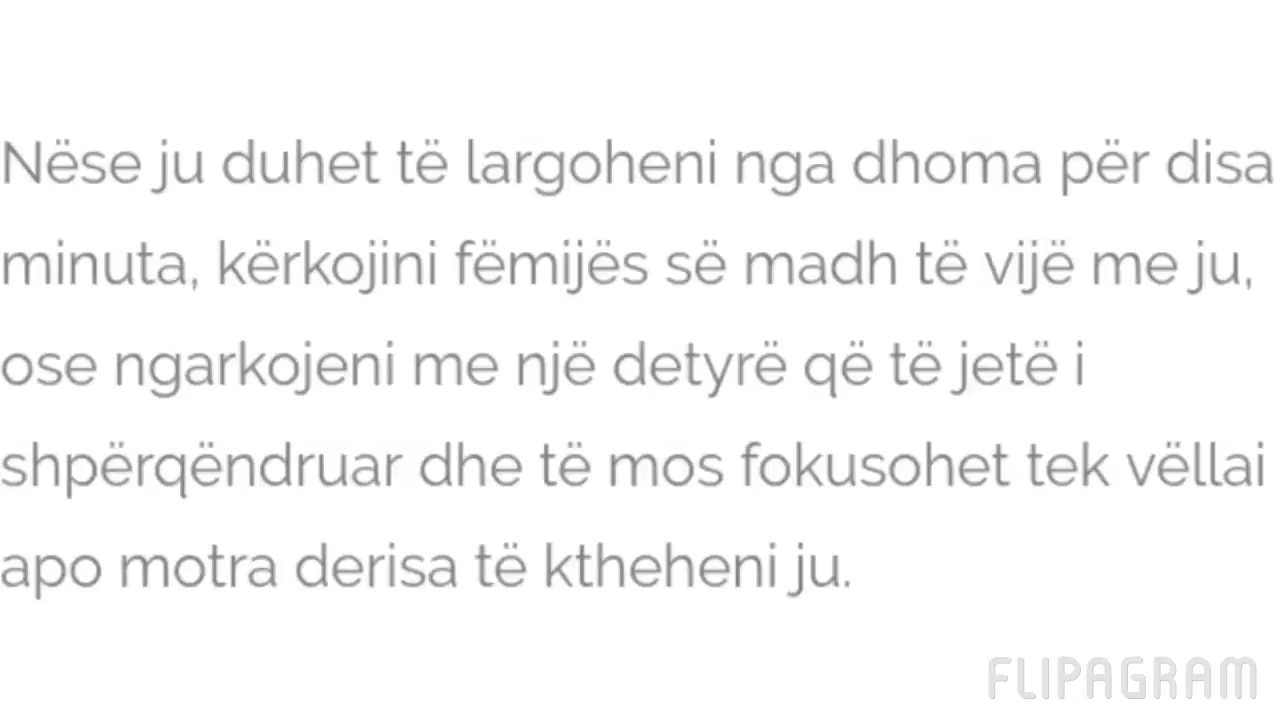 Nëse ju duhet të largoheni nga dhoma për disa
minuta, kërkojini fëmijës së madh të vijë me ju,
ose ngarkojeni me një detyrë që të jetë i
shpërqëndruar dhe të mos fokusohet tek vëllai
apo motra derisa të ktheheni ju.
FLIPAGRAM